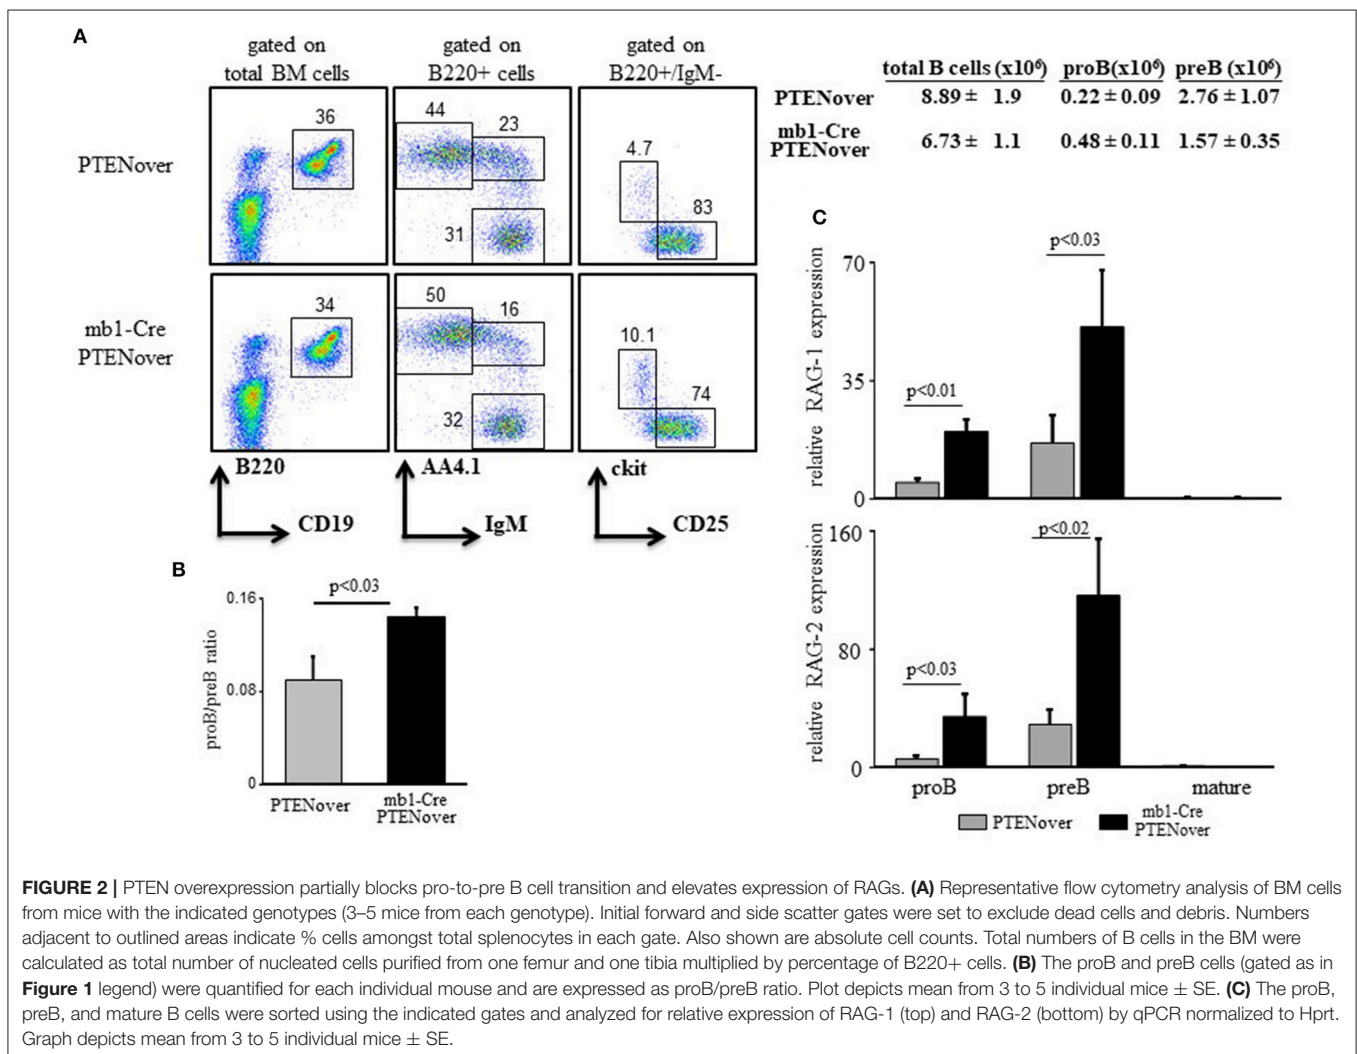 A
gated on
total BM cells
gated on
B220+ cells
gated on
B220+/IgM-
PTENover
36
44
23
31
4.7
83
mb1-Cre
PTENover
34
50
16
32
10.1
74
B220
CD19
AA4.1
IgM
ckit
CD25
total B cells (x10⁶) proB(x10⁶) preB (x10⁶)
PTENover 8.89 ± 1.9 0.22 ± 0.09 2.76 ± 1.07
mb1-Cre
PTENover 6.73 ± 1.1 0.48 ± 0.11 1.57 ± 0.35
B
p<0.03
0.16
0.08
0
proB/preB ratio
PTENover
mb1-Cre
PTENover
C
relative RAG-1 expression
70
35
0
p<0.01
p<0.03
relative RAG-2 expression
160
80
0
p<0.03
p<0.02
proB preB mature
PTENover
mb1-Cre
PTENover
FIGURE 2 | PTEN overexpression partially blocks pro-to-pre B cell transition and elevates expression of RAGs. (A) Representative flow cytometry analysis of BM cells
from mice with the indicated genotypes (3–5 mice from each genotype). Initial forward and side scatter gates were set to exclude dead cells and debris. Numbers
adjacent to outlined areas indicate % cells amongst total splenocytes in each gate. Also shown are absolute cell counts. Total numbers of B cells in the BM were
calculated as total number of nucleated cells purified from one femur and one tibia multiplied by percentage of B220+ cells. (B) The proB and preB cells (gated as in
Figure 1 legend) were quantified for each individual mouse and are expressed as proB/preB ratio. Plot depicts mean from 3 to 5 individual mice ± SE. (C) The proB,
preB, and mature B cells were sorted using the indicated gates and analyzed for relative expression of RAG-1 (top) and RAG-2 (bottom) by qPCR normalized to Hprt.
Graph depicts mean from 3 to 5 individual mice ± SE.